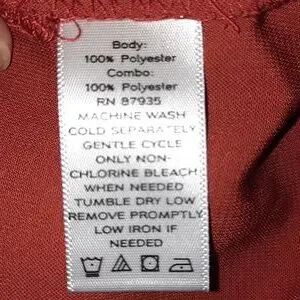 Body:
100% Polyester
Combo:
100% Polyester
RN 87935
MACHINE WASH
COLD SEPARATELY
GENTLE CYCLE
ONLY NON-
CHLORINE BLEACH
WHEN NEEDED
TUMBLE DRY LOW
REMOVE PROMPTLY
LOW IRON IF
NEEDED